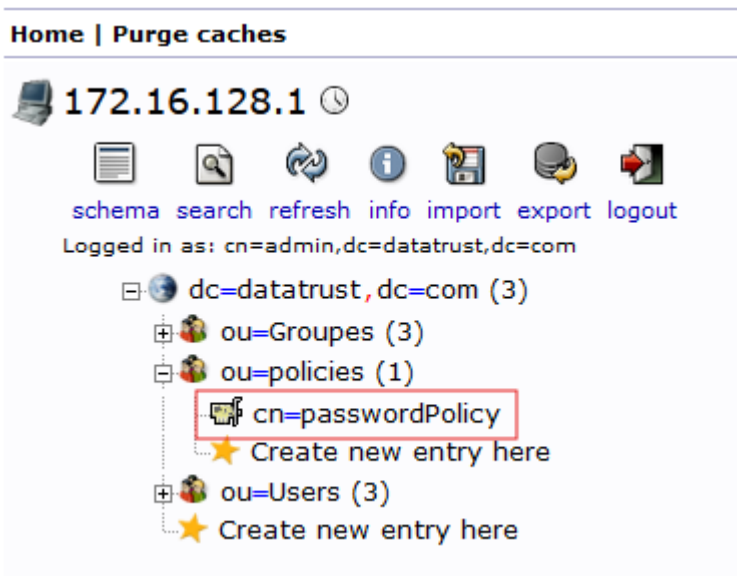 Home | Purge caches
172.16.128.1
schema search refresh info import export logout
Logged in as: cn=admin,dc=datatrust,dc=com
dc=datatrust,dc=com (3)
ou=Groupes (3)
ou=policies (1)
cn=passwordPolicy
Create new entry here
ou=Users (3)
Create new entry here